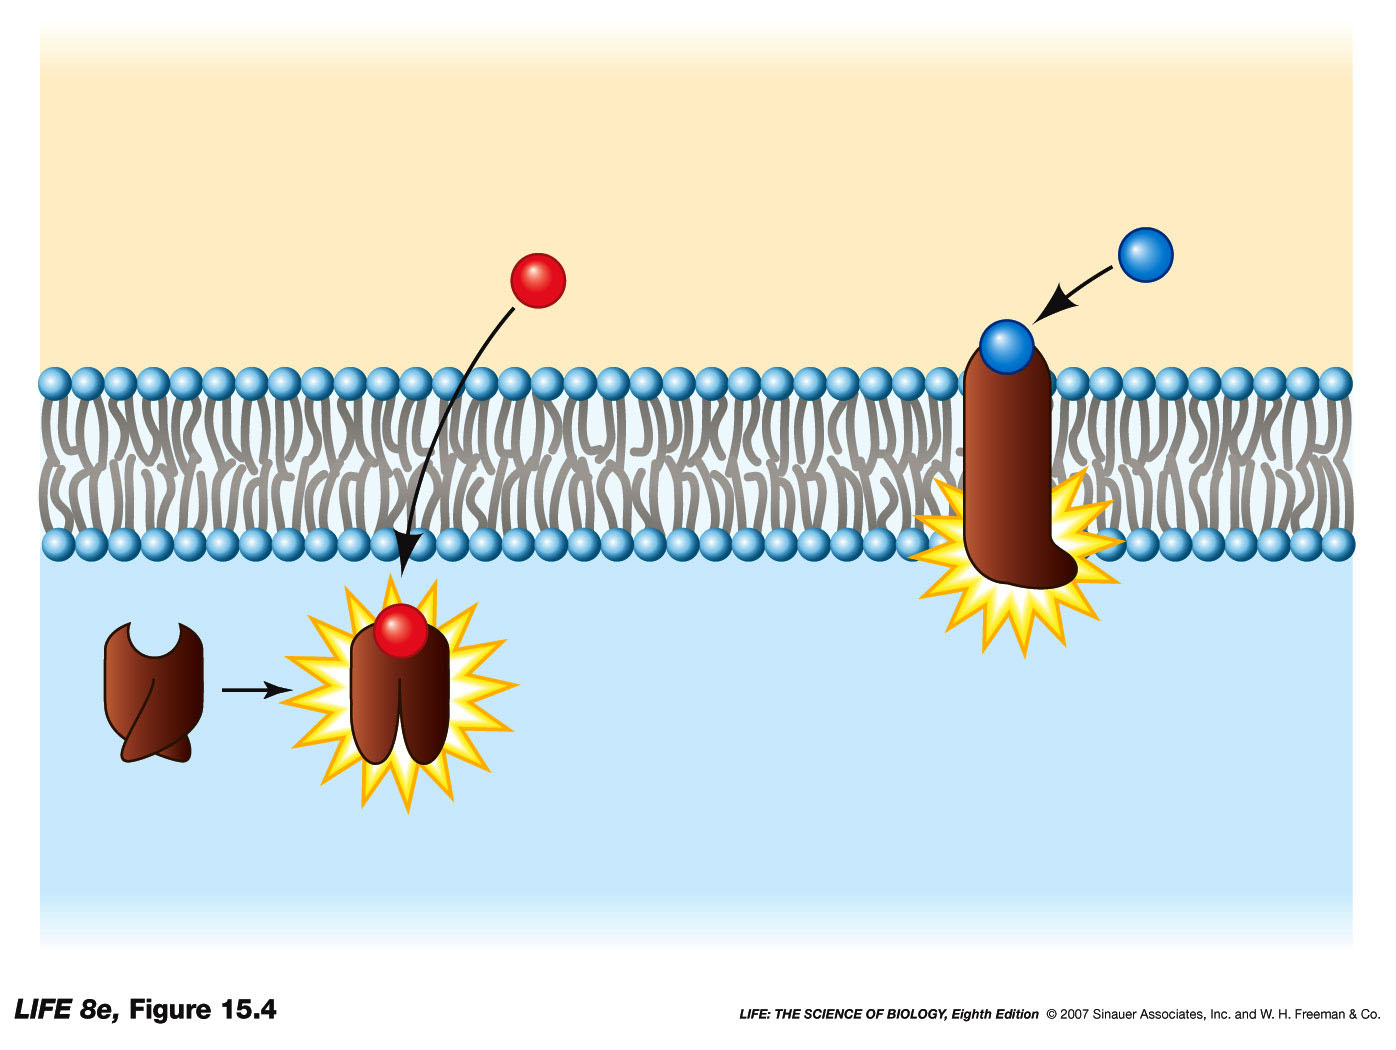 LIFE 8e, Figure 15.4
LIFE: THE SCIENCE OF BIOLOGY, Eighth Edition © 2007 Sinauer Associates, Inc. and W. H. Freeman & Co.